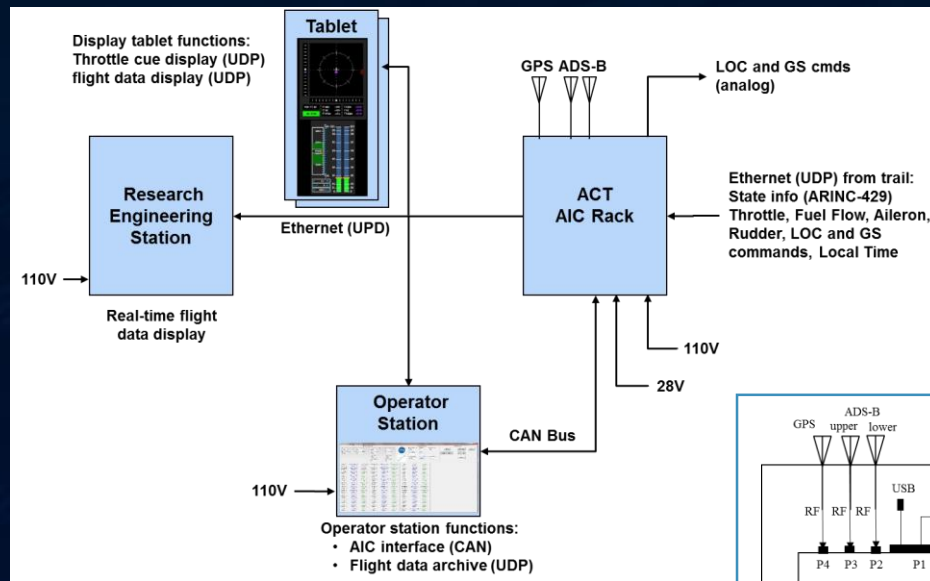 Tablet
Display tablet functions:
Throttle cue display (UDP)
flight data display (UDP)
GPS ADS-B
LOC and GS cmds
(analog)
Research
Engineering
Station
ACT
AIC Rack
Ethernet (UDP) from trail:
State info (ARINC-429)
Throttle, Fuel Flow, Aileron,
Rudder, LOC and GS
commands, Local Time
Ethernet (UPD)
110V
Real-time flight
data display
110V
28V
Operator
Station
CAN Bus
110V
Operator station functions:
• AIC interface (CAN)
• Flight data archive (UDP)
ADS-B
GPS upper lower
USB
RF RF RF
P4 P3 P2 P1